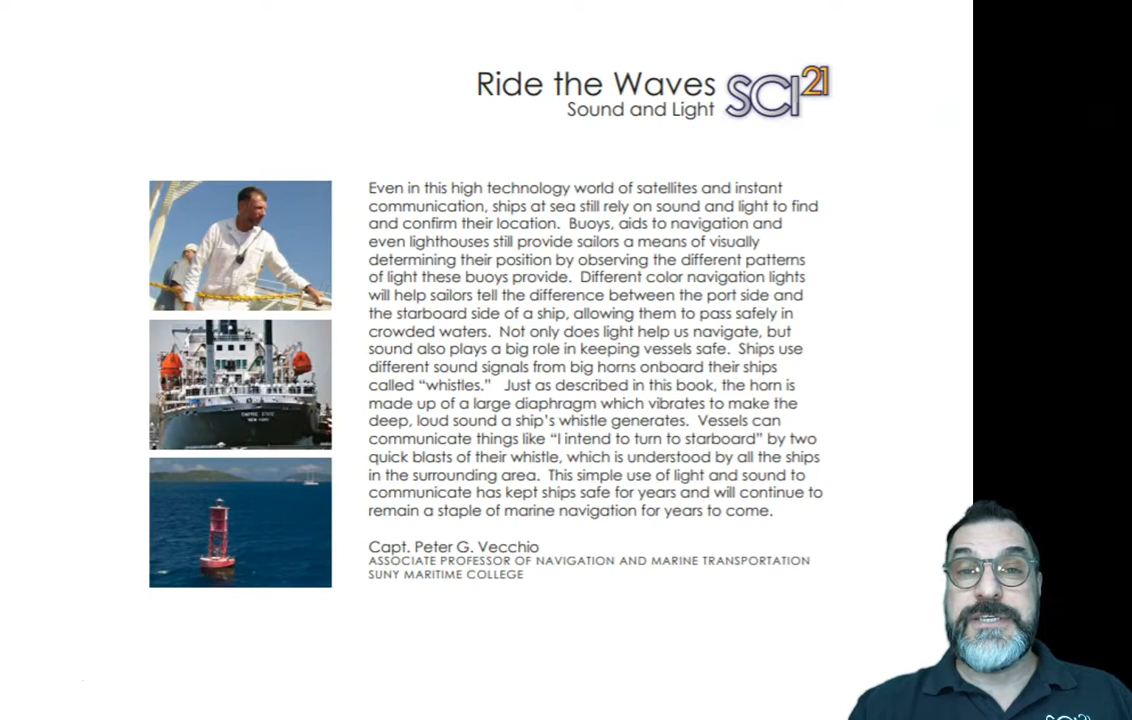 Ride the Waves
Sound and Light
SCI21
Even in this high technology world of satellites and instant
communication, ships at sea still rely on sound and light to find
and confirm their location.  Buoys, aids to navigation and
even lighthouses still provide sailors a means of visually
determining their position by observing the different patterns
of light these buoys provide.  Different color navigation lights
will help sailors tell the difference between the port side and
the starboard side of a ship, allowing them to pass safely in
crowded waters.  Not only does light help us navigate, but
sound also plays a big role in keeping vessels safe.  Ships use
different sound signals from big horns onboard their ships
called “whistles.”  Just as described in this book, the horn is
made up of a large diaphragm which vibrates to make the
deep, loud sound a ship’s whistle generates.  Vessels can
communicate things like “I intend to turn to starboard” by two
quick blasts of their whistle, which is understood by all the ships
in the surrounding area.  This simple use of light and sound to
communicate has kept ships safe for years and will continue to
remain a staple of marine navigation for years to come.
Capt. Peter G. Vecchio
ASSOCIATE PROFESSOR OF NAVIGATION AND MARINE TRANSPORTATION
SUNY MARITIME COLLEGE
EMPIRE STATE
NEW YORK